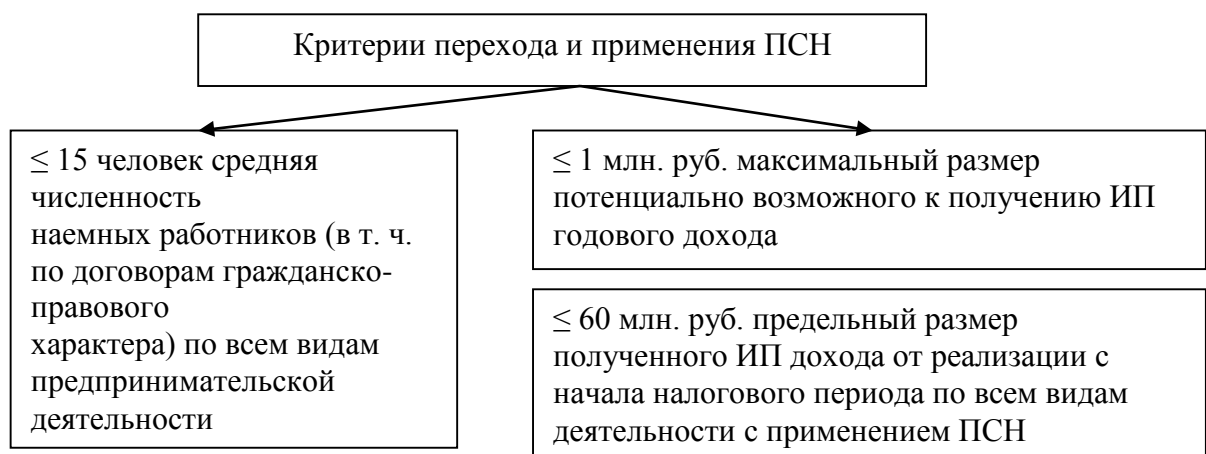 Критерии перехода и применения ПСН
≤ 15 человек средняя
численность
наемных работников (в т. ч.
по договорам гражданско-
правового
характера) по всем видам
предпринимательской
деятельности
≤ 1 млн. руб. максимальный размер
потенциально возможного к получению ИП
годового дохода
≤ 60 млн. руб. предельный размер
полученного ИП дохода от реализации с
начала налогового периода по всем видам
деятельности с применением ПСН